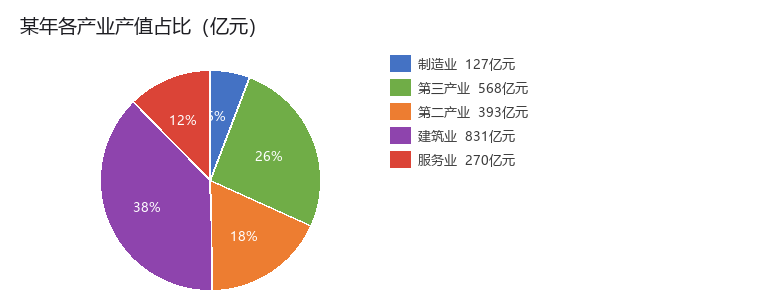 某年各产业产值占比（亿元）
制造业 127亿元
第三产业 568亿元
第二产业 393亿元
建筑业 831亿元
服务业 270亿元
12%
26%
38%
18%